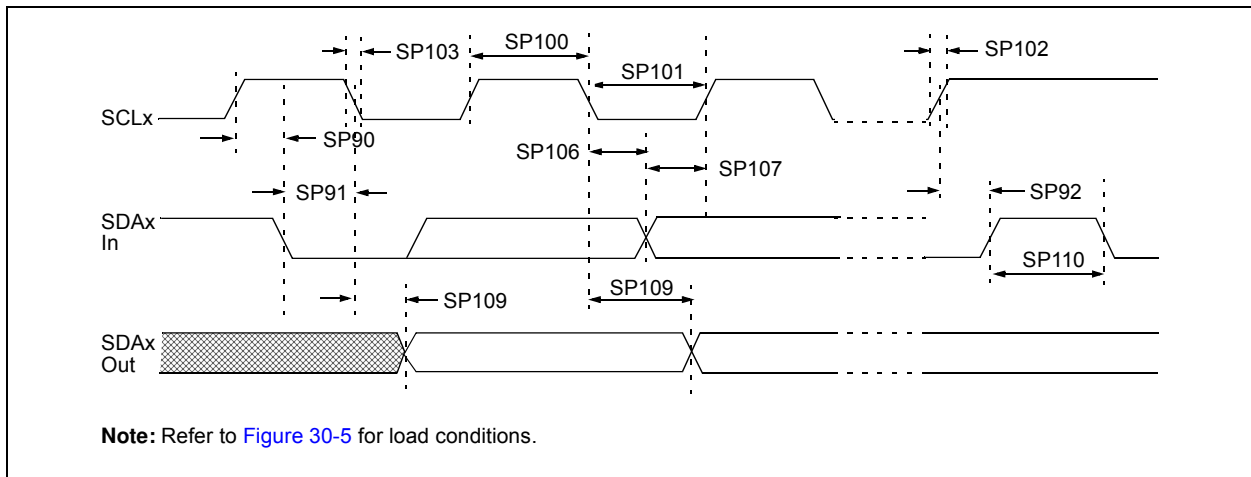 SP103
SP100
SP102
SP101
SCLx
SP90
SP106
SP107
SP91
SP92
SDAx
In
SP110
SP109
SP109
SDAx
Out
Note: Refer to Figure 30-5 for load conditions.